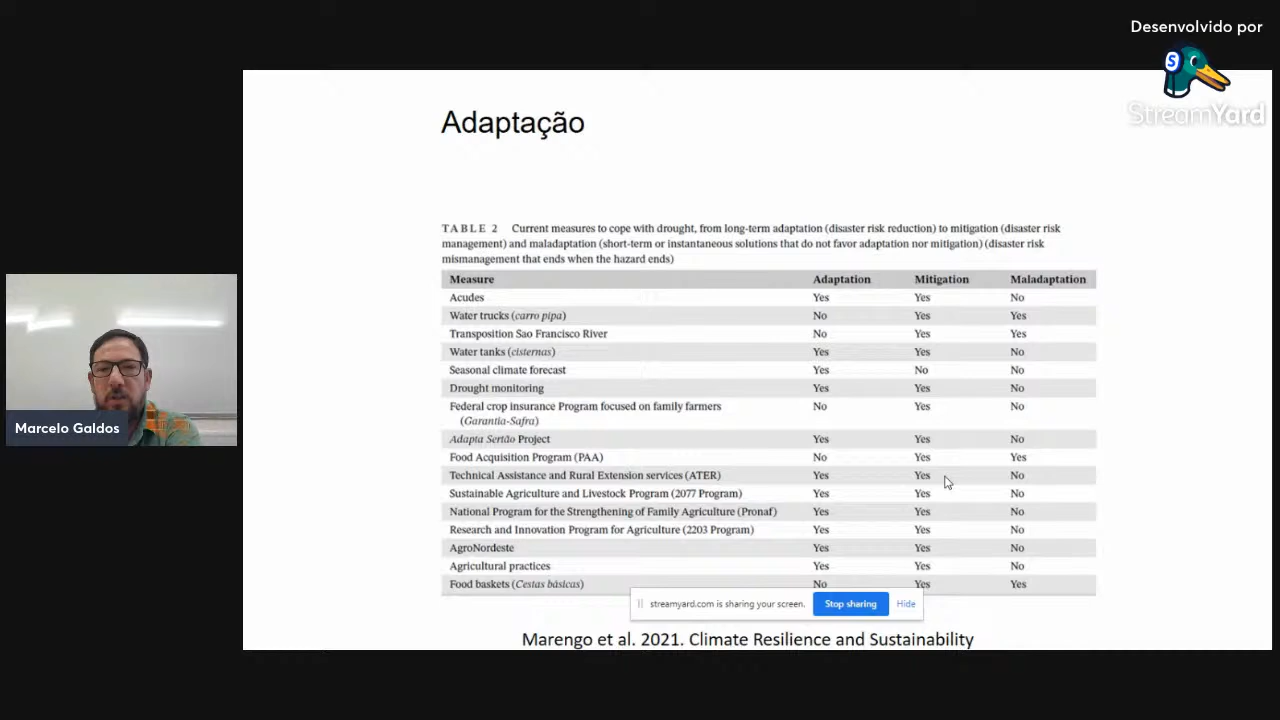 Desenvolvido por
S
StreamYard
Adaptação
TABLE 2 Current measures to cope with drought, from long-term adaptation (disaster risk reduction) to mitigation (disaster risk
management) and maladaptation (short-term or instantaneous solutions that do not favor adaptation nor mitigation) (disaster risk
mismanagement that ends when the hazard ends)
Measure Adaptation Mitigation Maladaptation
Acudes Yes Yes No
Water trucks (carro pipa) No Yes Yes
Transposition Sao Francisco River No Yes Yes
Water tanks (cisternas) Yes Yes No
Seasonal climate forecast Yes No No
Drought monitoring Yes Yes No
Federal crop insurance Program focused on family farmers No Yes No
(Garantia-Safra)
Adapta Sertão Project Yes Yes No
Food Acquisition Program (PAA) No Yes Yes
Technical Assistance and Rural Extension services (ATER) Yes Yes No
Sustainable Agriculture and Livestock Program (2077 Program) Yes Yes No
National Program for the Strengthening of Family Agriculture (Pronaf) Yes Yes No
Research and Innovation Program for Agriculture (2203 Program) Yes Yes No
AgroNordeste Yes Yes No
Agricultural practices Yes Yes No
Food baskets (Cestas básicas) No Yes Yes
streamyard.com is sharing your screen. Stop sharing Hide
Marengo et al. 2021. Climate Resilience and Sustainability
Marcelo Galdos